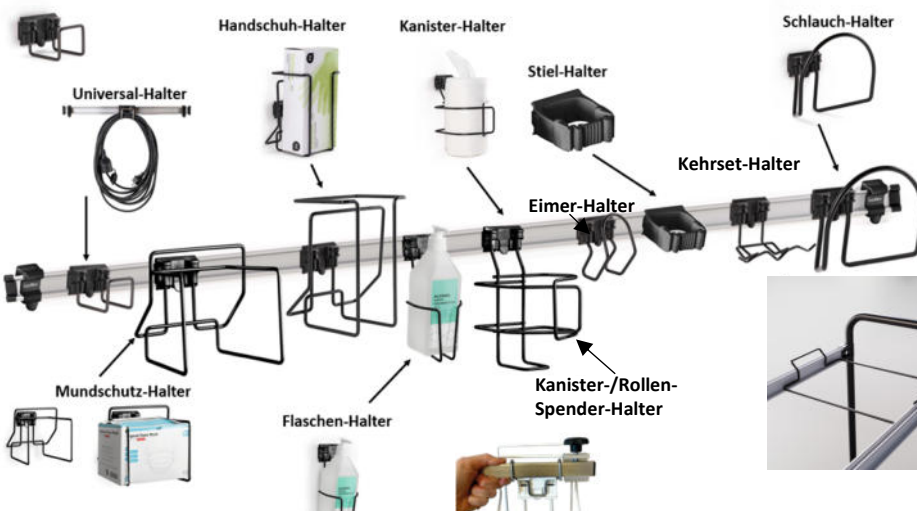 Handschuh-Halter
Kanister-Halter
Schlauch-Halter
Stiel-Halter
Universal-Halter
Kehrset-Halter
Eimer-Halter
Mundschutz-Halter
Kanister-/Rollen-
Spender-Halter
Flaschen-Halter